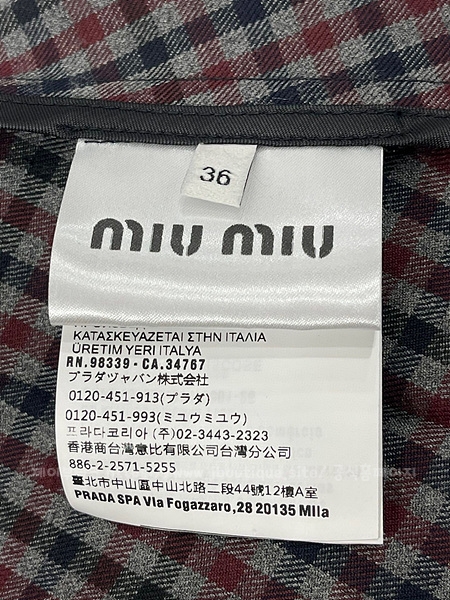 36
miu miu
ΚΑΤΑΣΚΕΥΑΖΕΤΑΙ ΣΤΗΝ ΙΤΑΛΙΑ
ÜRETIM YERI ITALYA
RN.98339 - CA.34767
プラダジャパン株式会社
0120-451-913(プラダ)
0120-451-993(ミュウミュウ)
프라다코리아 (주)02-3443-2323
香港商台灣意比有限公司台灣分公司
886-2-2571-5255
臺北市中山區中山北路二段44號12樓A室
PRADA SPA VIa Fogazzaro,28 20135 MIla